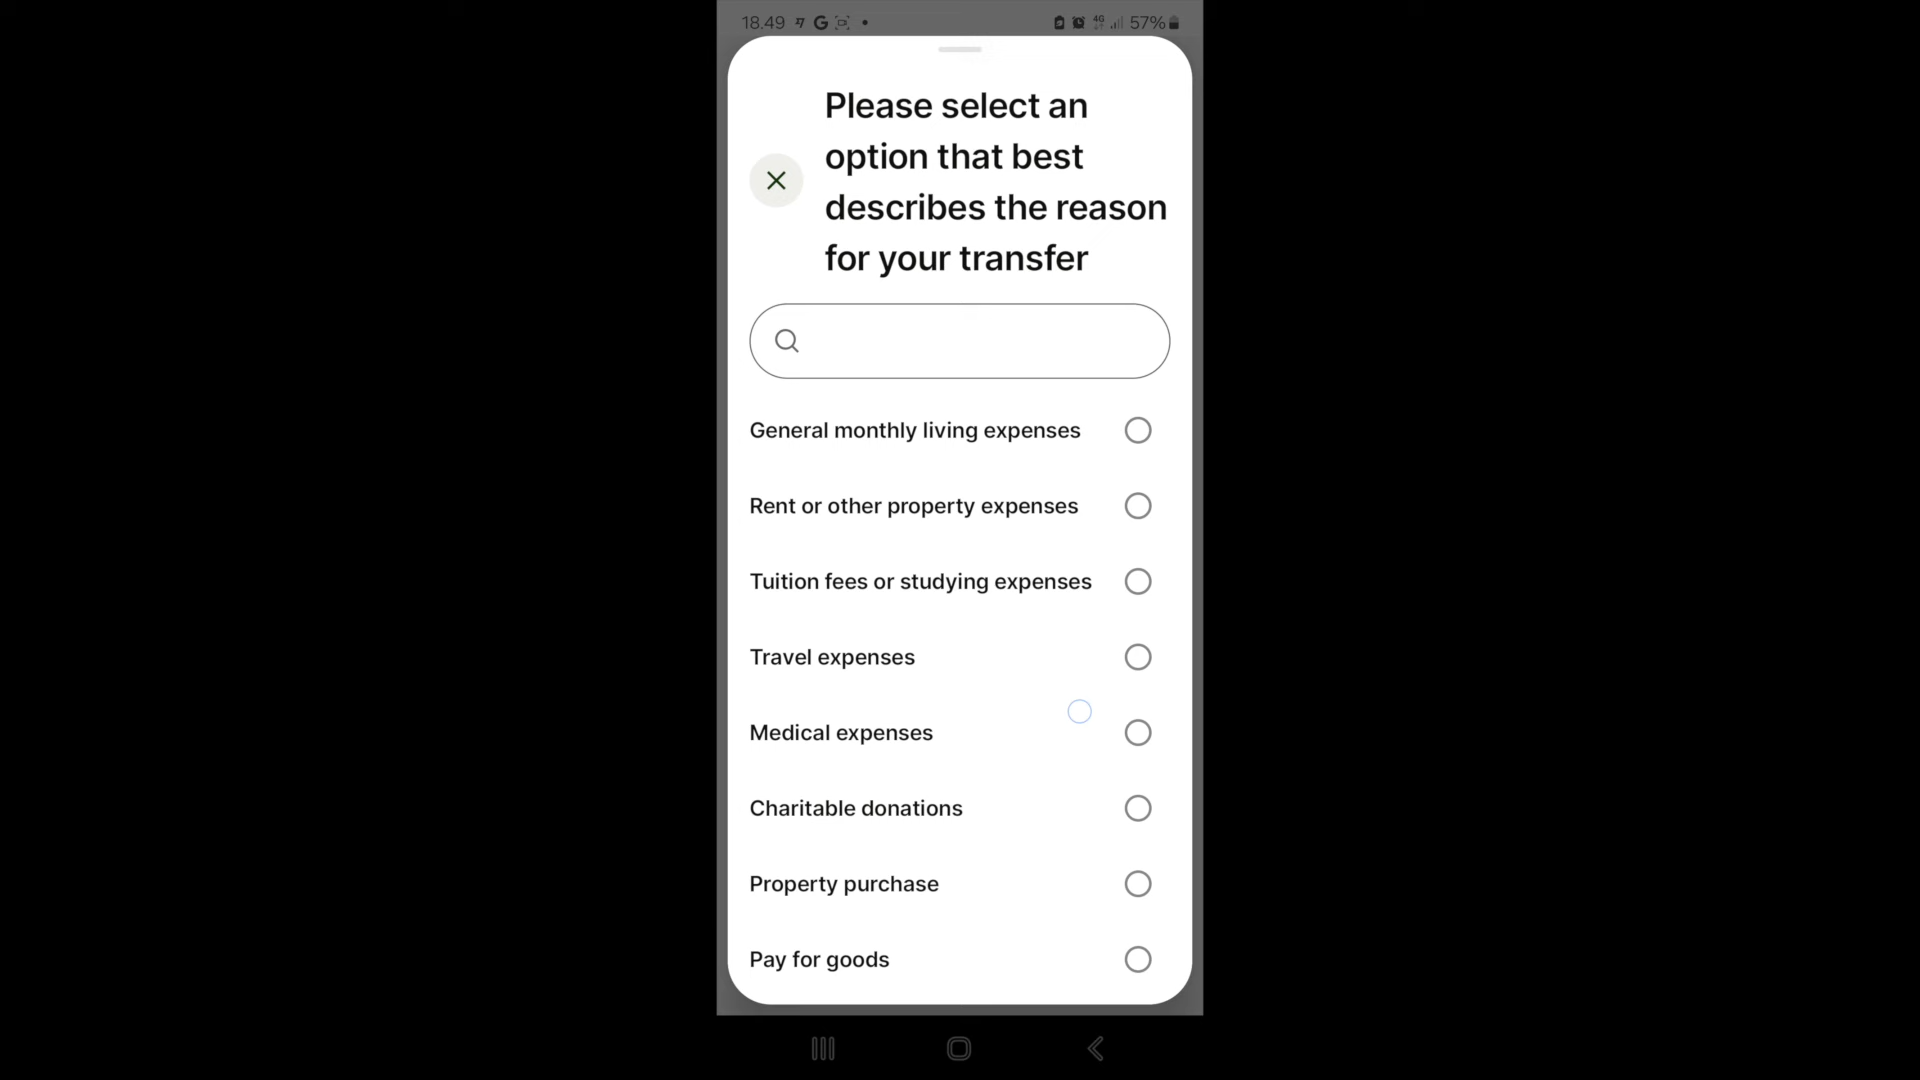 18.49
G
4G
57%
Please select an
option that best
describes the reason
for your transfer
General monthly living expenses
Rent or other property expenses
Tuition fees or studying expenses
Travel expenses
Medical expenses
Charitable donations
Property purchase
Pay for goods